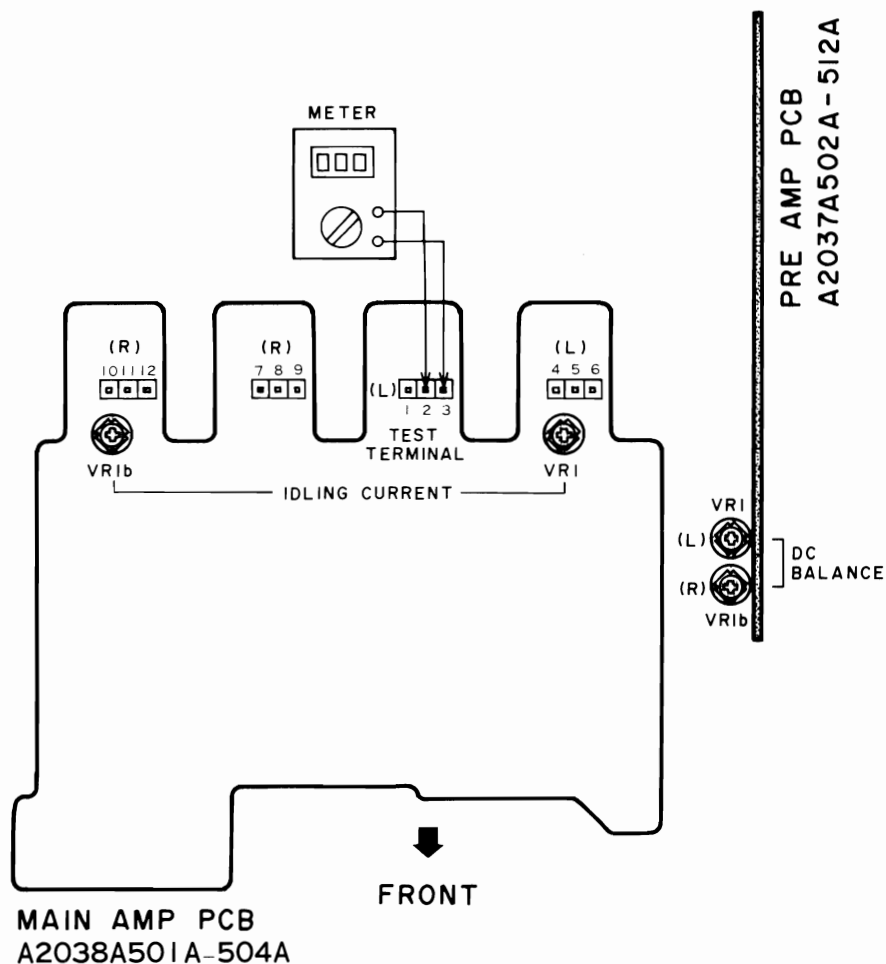 METER
PRE AMP PCB
A2037A502A-512A
(R)
10 11 12
(R)
7 8 9
(L)
1 2 3
TEST
TERMINAL
(L)
4 5 6
VR1b
VR1
IDLING CURRENT
VR1
(L)
(R)
VR1b
DC
BALANCE
FRONT
MAIN AMP PCB
A2038A501A-504A